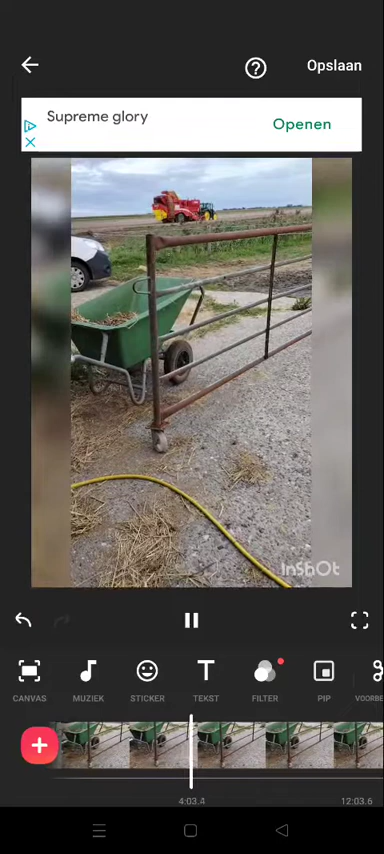 Opslaan
Supreme glory
Openen
InShOt
CANVAS
MUZIEK
STICKER
TEKST
FILTER
PIP
VOORBE
4:03.4
12:03.6